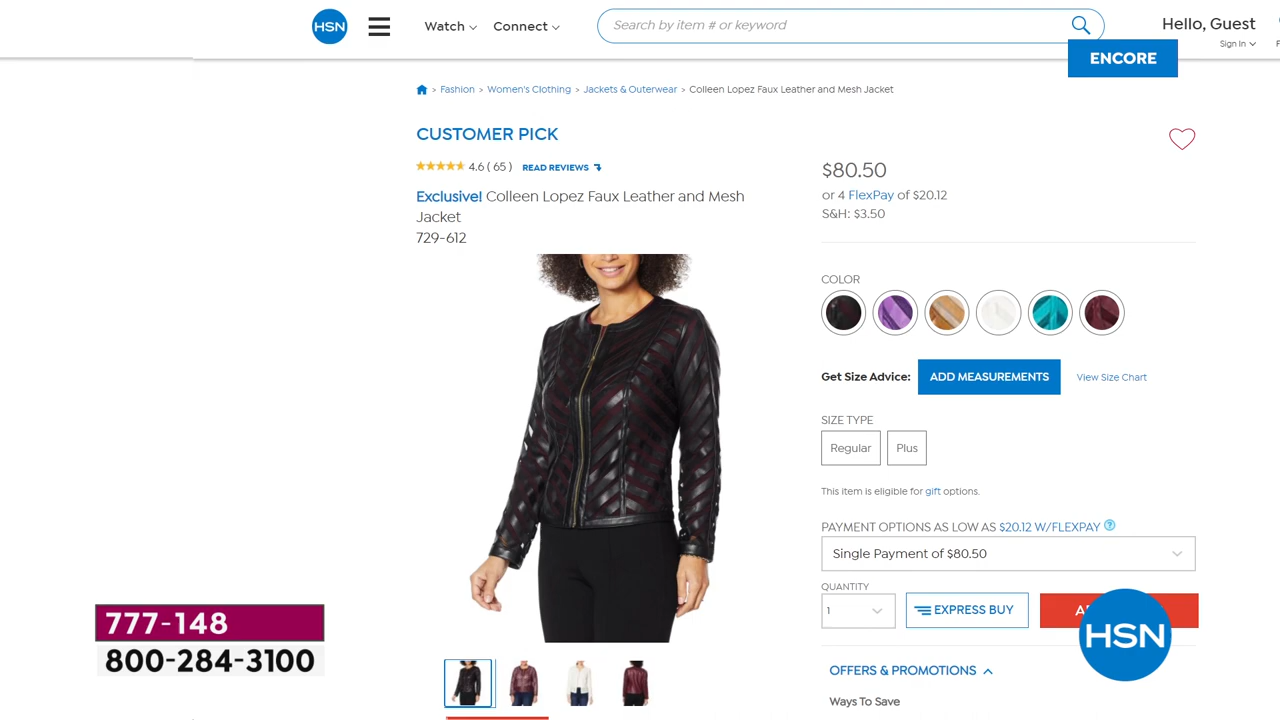 HSN
Watch
Connect
Search by item # or keyword
Hello, Guest
Sign In
ENCORE
> Fashion > Women's Clothing > Jackets & Outerwear > Colleen Lopez Faux Leather and Mesh Jacket
CUSTOMER PICK
4.6 ( 65 ) READ REVIEWS
Exclusive! Colleen Lopez Faux Leather and Mesh
Jacket
729-612
$80.50
or 4 FlexPay of $20.12
S&H: $3.50
COLOR
Get Size Advice: ADD MEASUREMENTS View Size Chart
SIZE TYPE
Regular Plus
This item is eligible for gift options.
PAYMENT OPTIONS AS LOW AS $20.12 W/FLEXPAY ?
Single Payment of $80.50
QUANTITY
1
EXPRESS BUY
HSN
OFFERS & PROMOTIONS
Ways To Save
777-148
800-284-3100